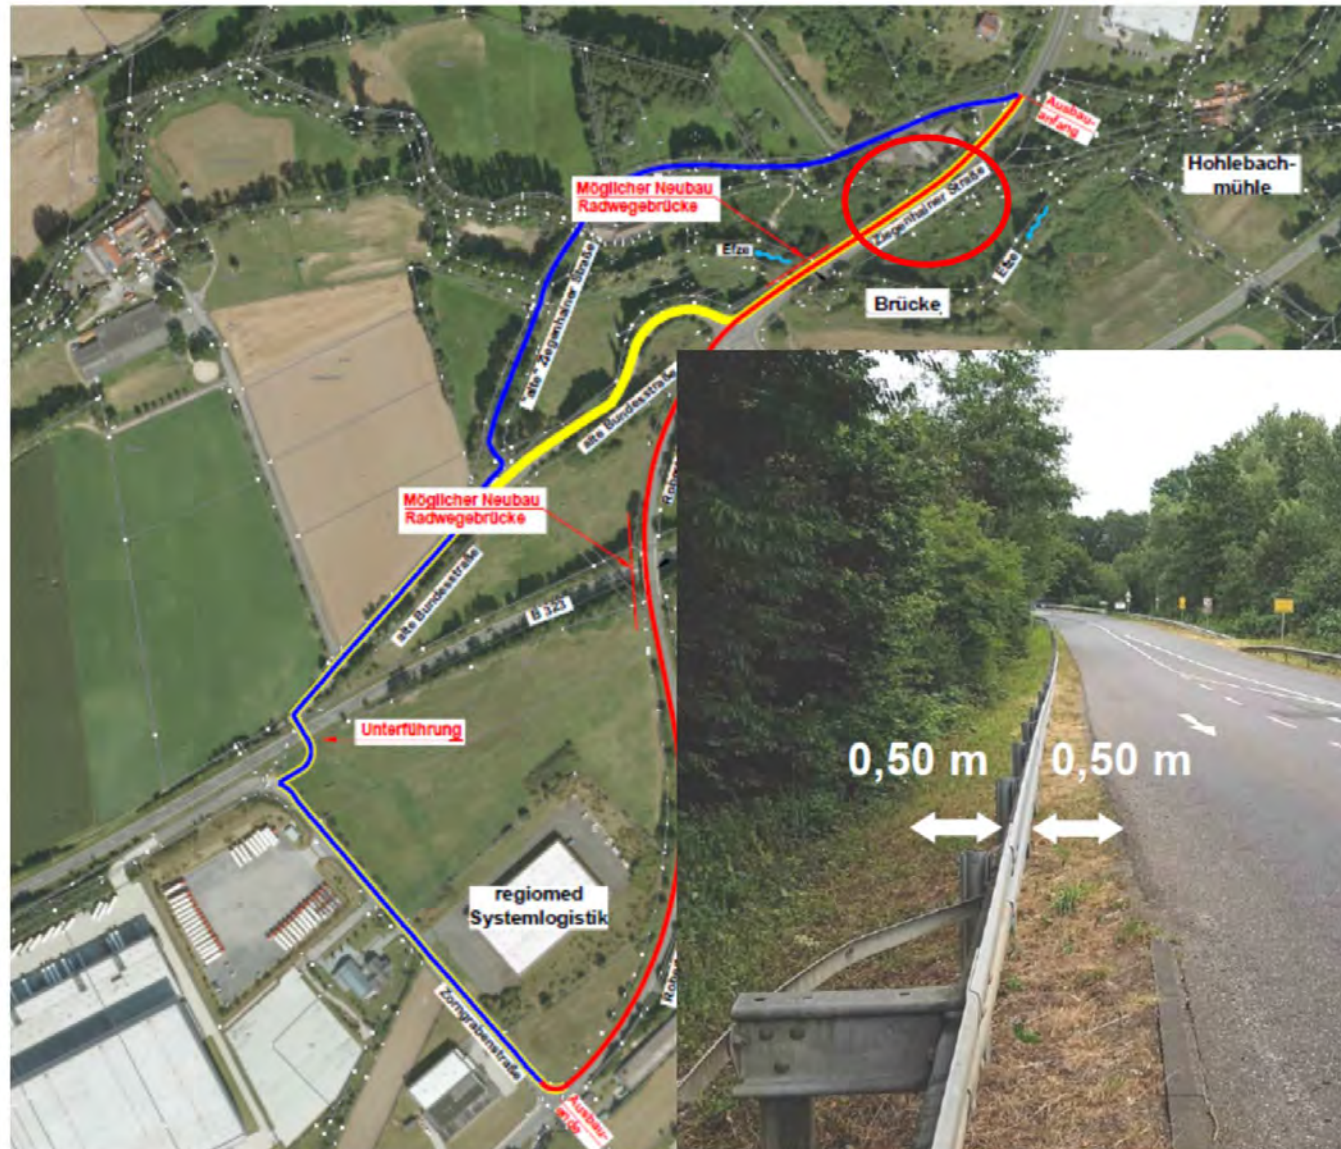 Ausbau-
anfang
Hohlebach-
mühle
Möglicher Neubau
Radwegebrücke
Ziegenhainer Straße
Efze
Efze
Brücke
alte Ziegenhainer Straße
alte Bundesstraße
Möglicher Neubau
Radwegebrücke
alte Bundesstraße
B 323
Unterführung
0,50 m 0,50 m
regiomed
Systemlogistik
Zorngrabenstraße
Ausbau-
ende